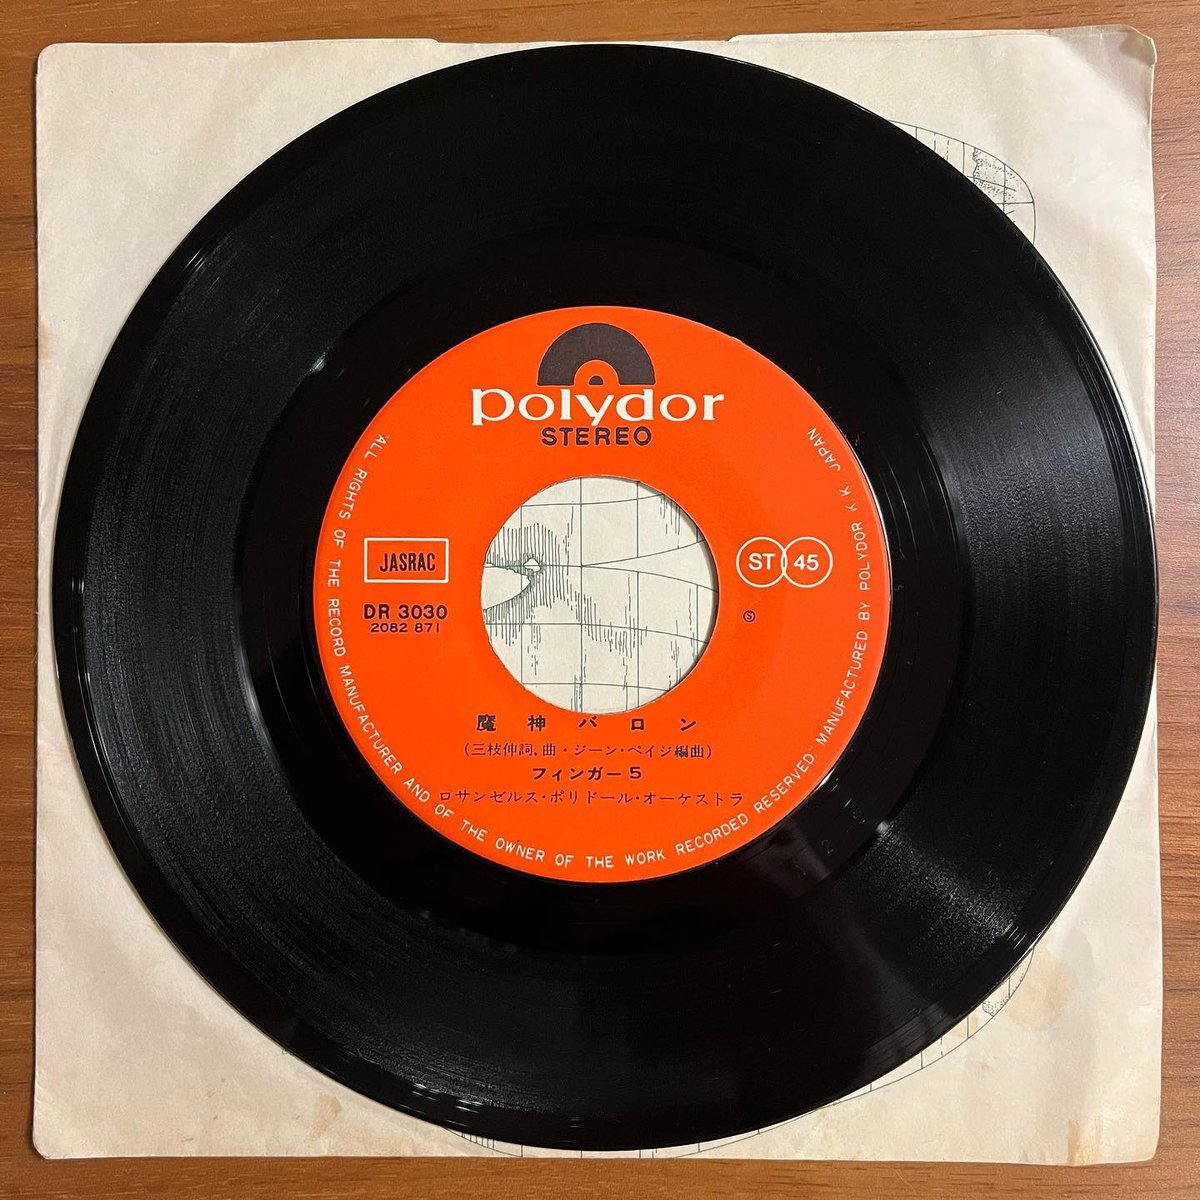 polydor
STEREO
JASRAC
DR 3030
2082 871
ST 45
Ⓢ
魔神バロン
(三枝伸詞,曲・ジーン・ペイジ編曲)
フィンガー5
ロサンゼルス・ポリドール・オーケストラ
"ALL RIGHTS OF THE RECORD MANUFACTURER AND OF THE OWNER OF THE WORK RECORDED RESERVED" MANUFACTURED BY POLYDOR K.K. JAPAN